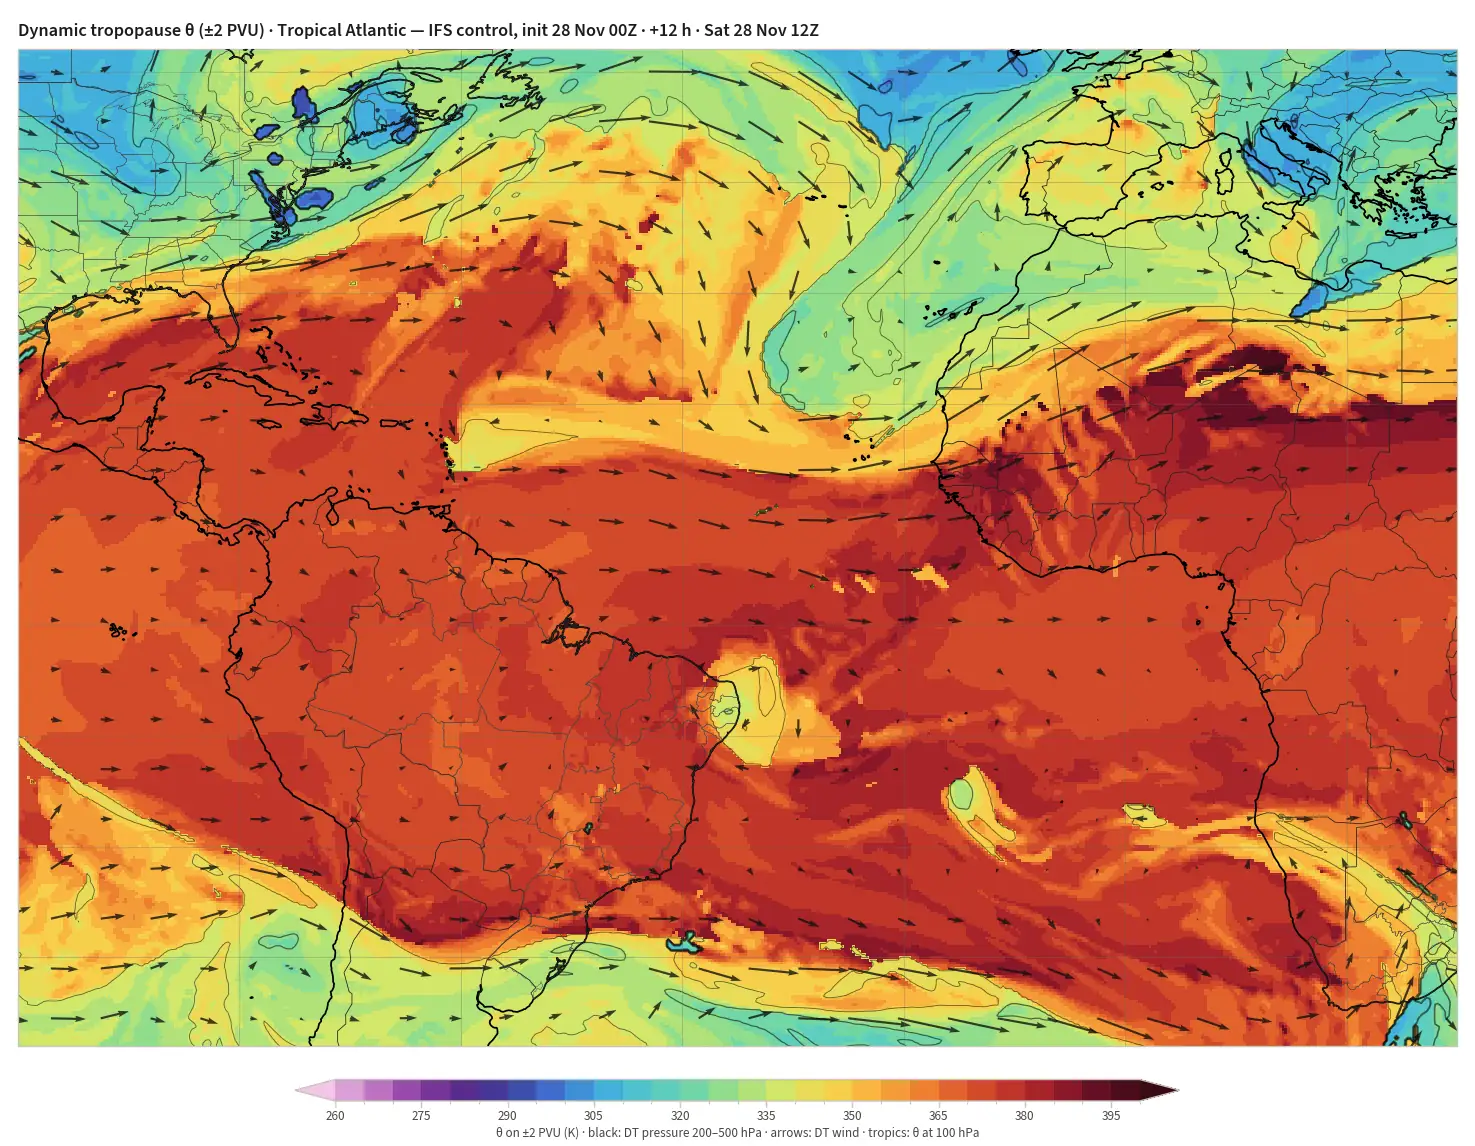 Dynamic tropopause θ (±2 PVU) · Tropical Atlantic — IFS control, init 28 Nov 00Z · +12 h · Sat 28 Nov 12Z
260 275 290 305 320 335 350 365 380 395
θ on ±2 PVU (K) · black: DT pressure 200–500 hPa · arrows: DT wind · tropics: θ at 100 hPa